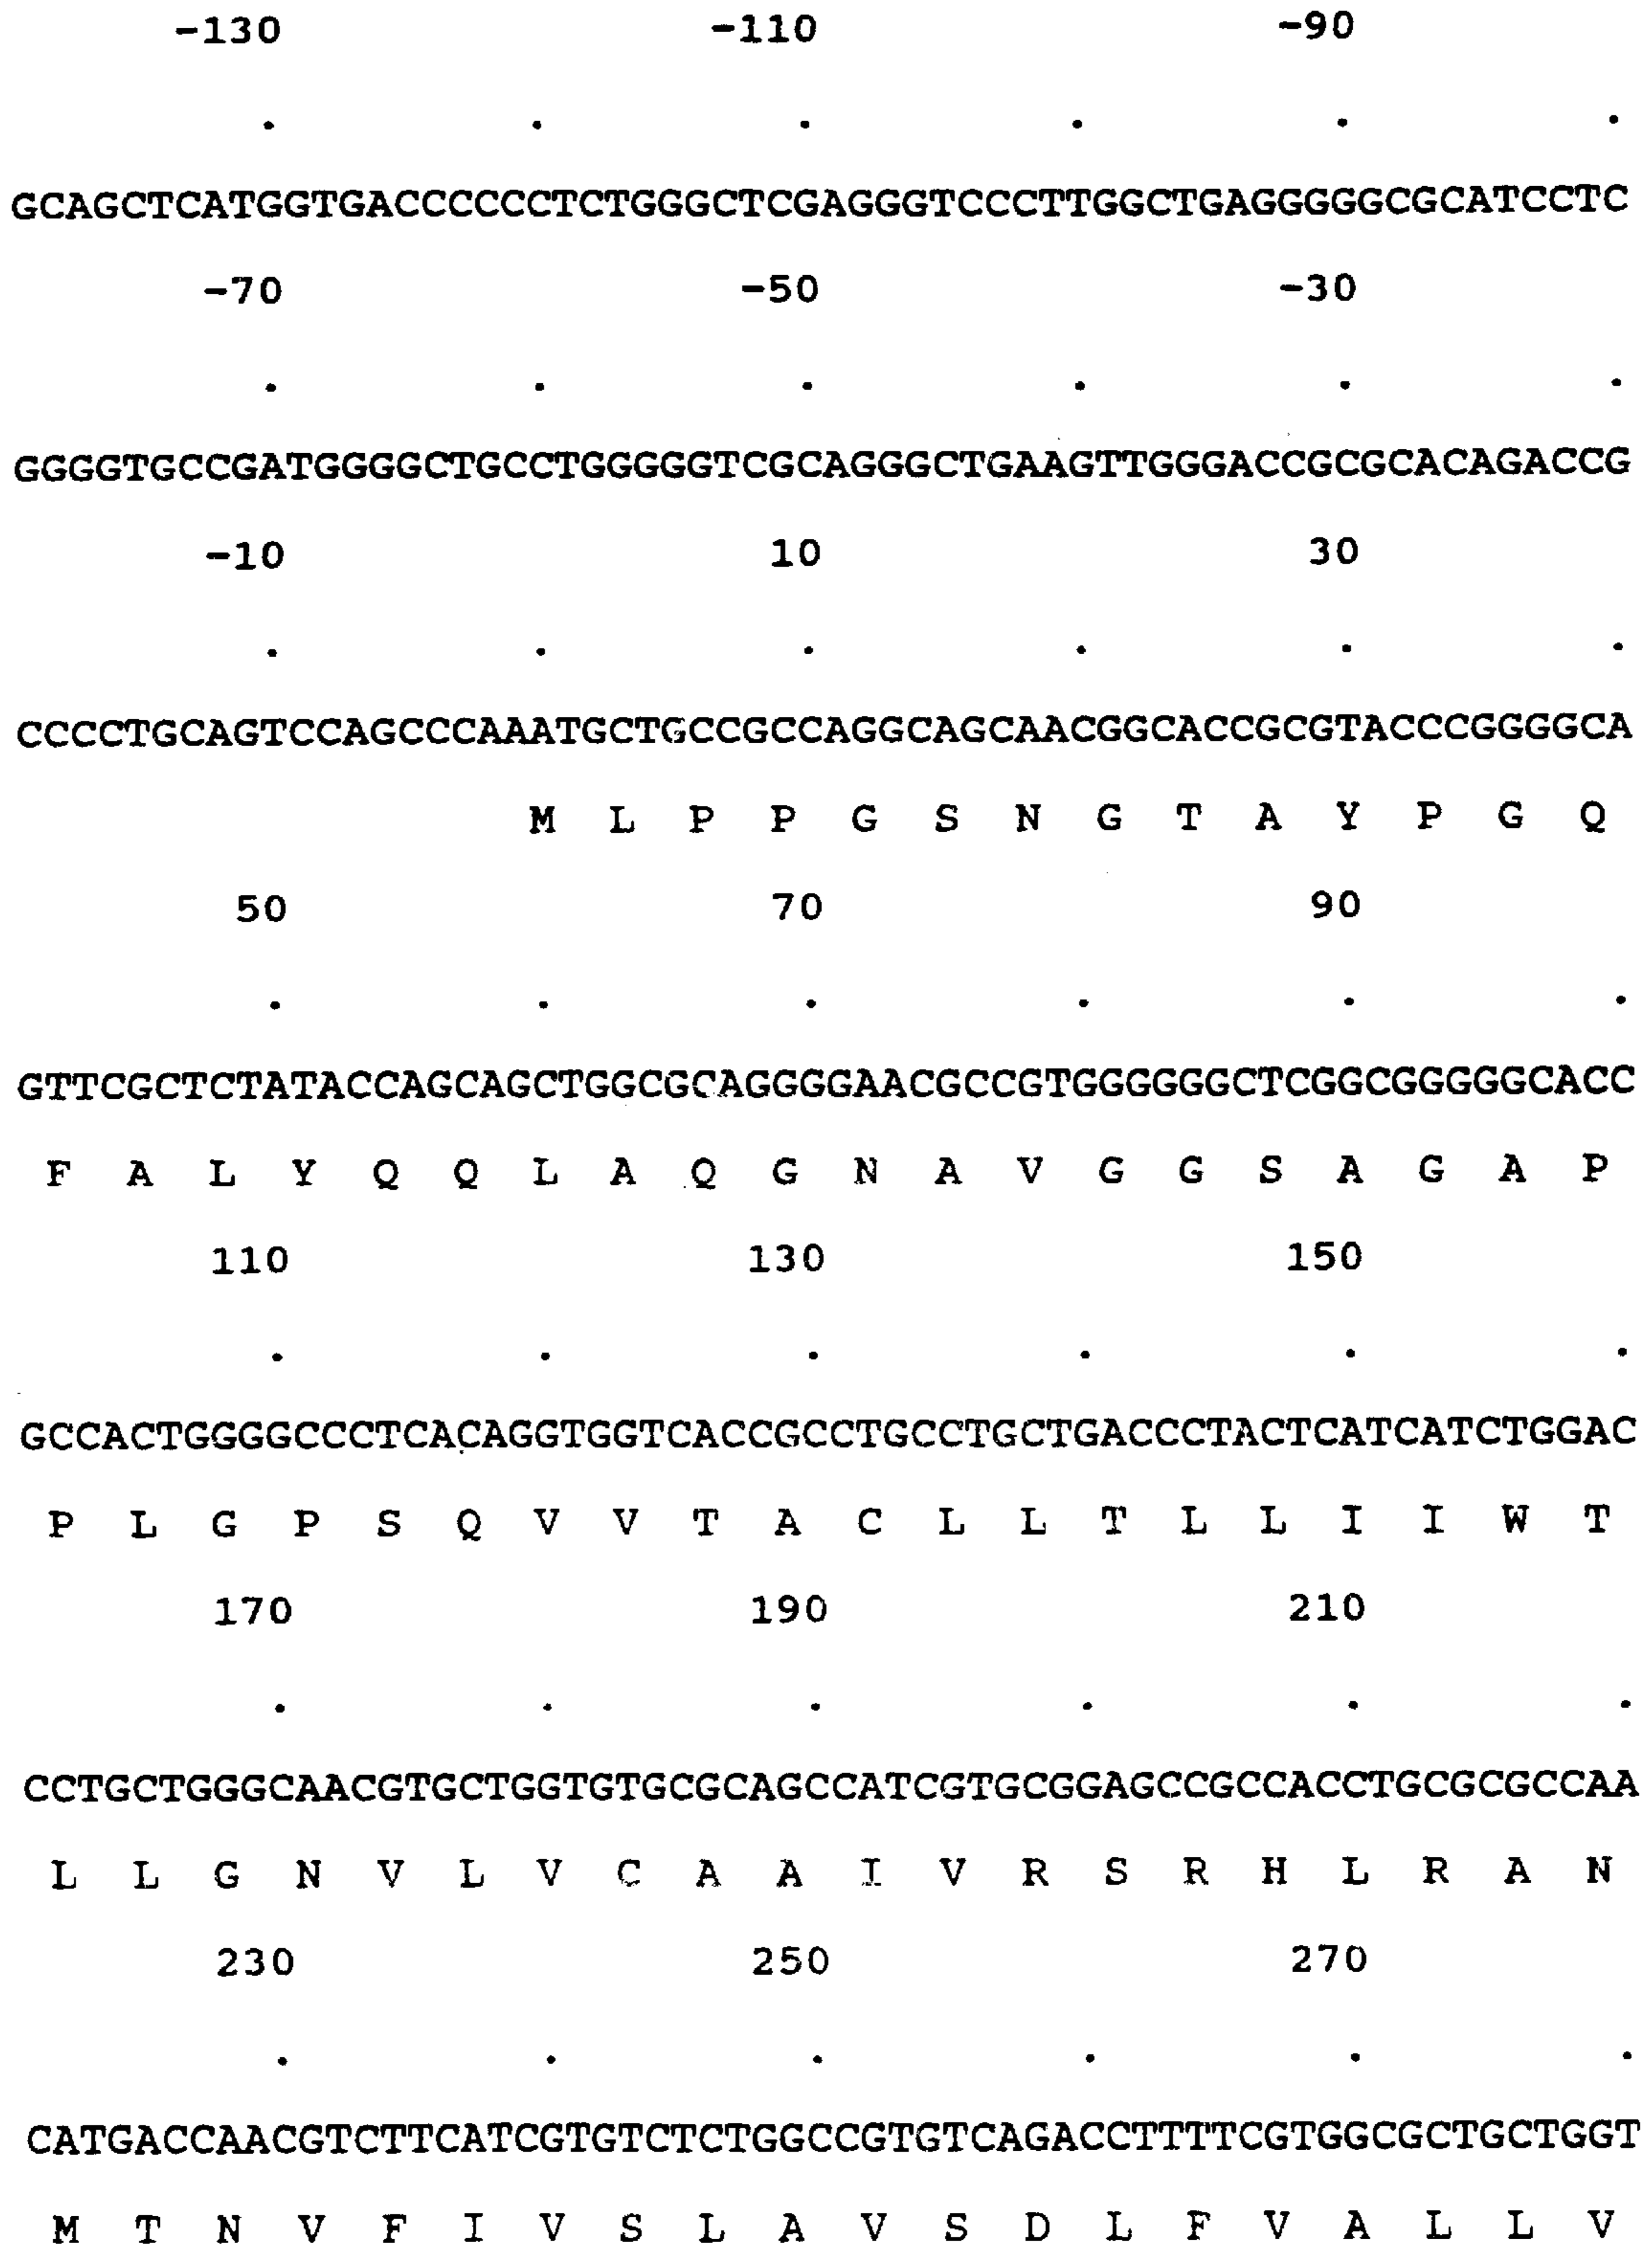 -130 -110 -90
. . . . . .
GCAGCTCATGGTGACCCCCCTCTGGGCTCGAGGGTCCCTTGGCTGAGGGGGCGCATCCTC
-70 -50 -30
. . . . . .
GGGGTGCCGATGGGGCTGCCTGGGGGTCGCAGGGCTGAAGTTGGGACCGCGCACAGACCG
-10 10 30
. . . . . .
CCCCTGCAGTCCAGCCCAAATGCTGCCGCCAGGCAGCAACGGCACCGCGTACCCGGGGCA
M L P P G S N G T A Y P G Q
50 70 90
. . . . . .
GTTCGCTCTATACCAGCAGCTGGCGCAGGGGAACGCCGTGGGGGGCTCGGCGGGGGCACC
F A L Y Q Q L A Q G N A V G G S A G A P
110 130 150
. . . . . .
GCCACTGGGGCCCTCACAGGTGGTCACCGCCTGCCTGCTGACCCTACTCATCATCTGGAC
P L G P S Q V V T A C L L T L L I I W T
170 190 210
. . . . . .
CCTGCTGGGCAACGTGCTGGTGTGCGCAGCCATCGTGCGGAGCCGCCACCTGCGCGCCAA
L L G N V L V C A A I V R S R H L R A N
230 250 270
. . . . . .
CATGACCAACGTCTTCATCGTGTCTCTGGCCGTGTCAGACCTTTTCGTGGCGCTGCTGGT
M T N V F I V S L A V S D L F V A L L V